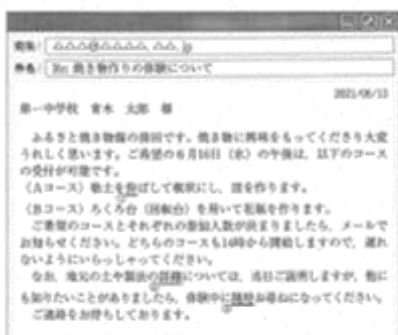 宛先: △△△@△△△△.△△.jp
件名: Re: 焼き物作りの体験について
2021/06/13
第一中学校 青木 太郎 様
ふるさと焼き物館の です。焼き物に興味をもってくださり大変
うれしく思います。ご希望の6月16日(水)の午後は、以下のコース
の受付が可能です。
〈Aコース〉粘土を伸ばして板状にし、皿を作ります。
〈Bコース〉ろくろ台(回転台)を用いて花瓶を作ります。
ご希望のコースとそれぞれの参加人数が決まりましたら、メールで
お知らせください。どちらのコースも14時から開始しますので、遅れ
ないようにいらっしゃってください。
なお、地元の土や製法の詳細については、当日ご説明しますが、他に
も知りたいことがありましたら、体験中に随時お尋ねになってください。
ご連絡をお待ちしております。